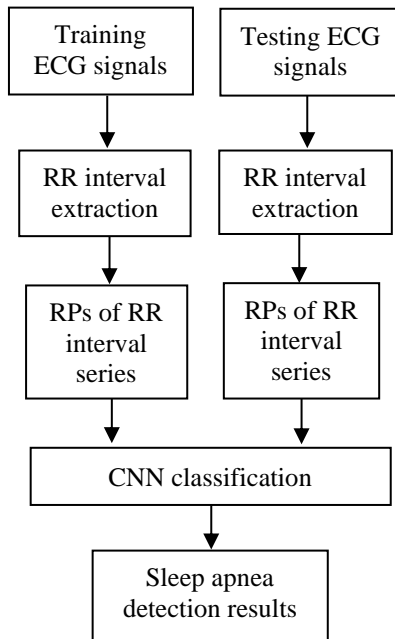 Training
ECG signals
Testing ECG
signals
RR interval
extraction
RR interval
extraction
RPs of RR
interval
series
RPs of RR
interval
series
CNN classification
Sleep apnea
detection results